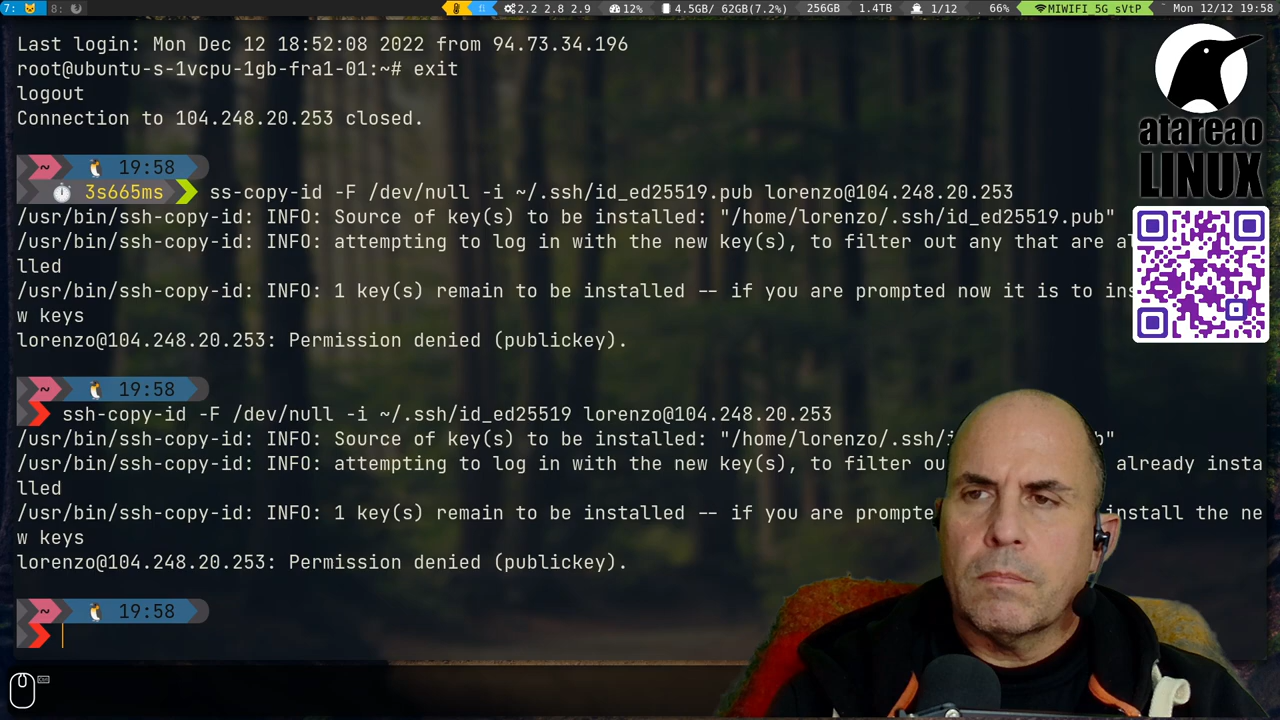 7:
8:
2.2 2.8 2.9
12%
4.5GB/ 62GB(7.2%)
256GB
1.4TB
1/12
66%
MIWIFI 5G sVtP
Mon 12/12 19:58
Last login: Mon Dec 12 18:52:08 2022 from 94.73.34.196
root@ubuntu-s-1vcpu-1gb-fra1-01:~# exit
logout
Connection to 104.248.20.253 closed.
atareao
LINUX
~ 19:58
3s665ms ss-copy-id -F /dev/null -i ~/.ssh/id_ed25519.pub lorenzo@104.248.20.253
/usr/bin/ssh-copy-id: INFO: Source of key(s) to be installed: "/home/lorenzo/.ssh/id_ed25519.pub"
/usr/bin/ssh-copy-id: INFO: attempting to log in with the new key(s), to filter out any that are
lled
/usr/bin/ssh-copy-id: INFO: 1 key(s) remain to be installed -- if you are prompted now it is to
w keys
lorenzo@104.248.20.253: Permission denied (publickey).
~ 19:58
ssh-copy-id -F /dev/null -i ~/.ssh/id_ed25519 lorenzo@104.248.20.253
/usr/bin/ssh-copy-id: INFO: Source of key(s) to be installed: "/home/lorenzo/.ssh/
/usr/bin/ssh-copy-id: INFO: attempting to log in with the new key(s), to filter already insta
lled
/usr/bin/ssh-copy-id: INFO: 1 key(s) remain to be installed -- if you are install the ne
w keys
lorenzo@104.248.20.253: Permission denied (publickey).
~ 19:58